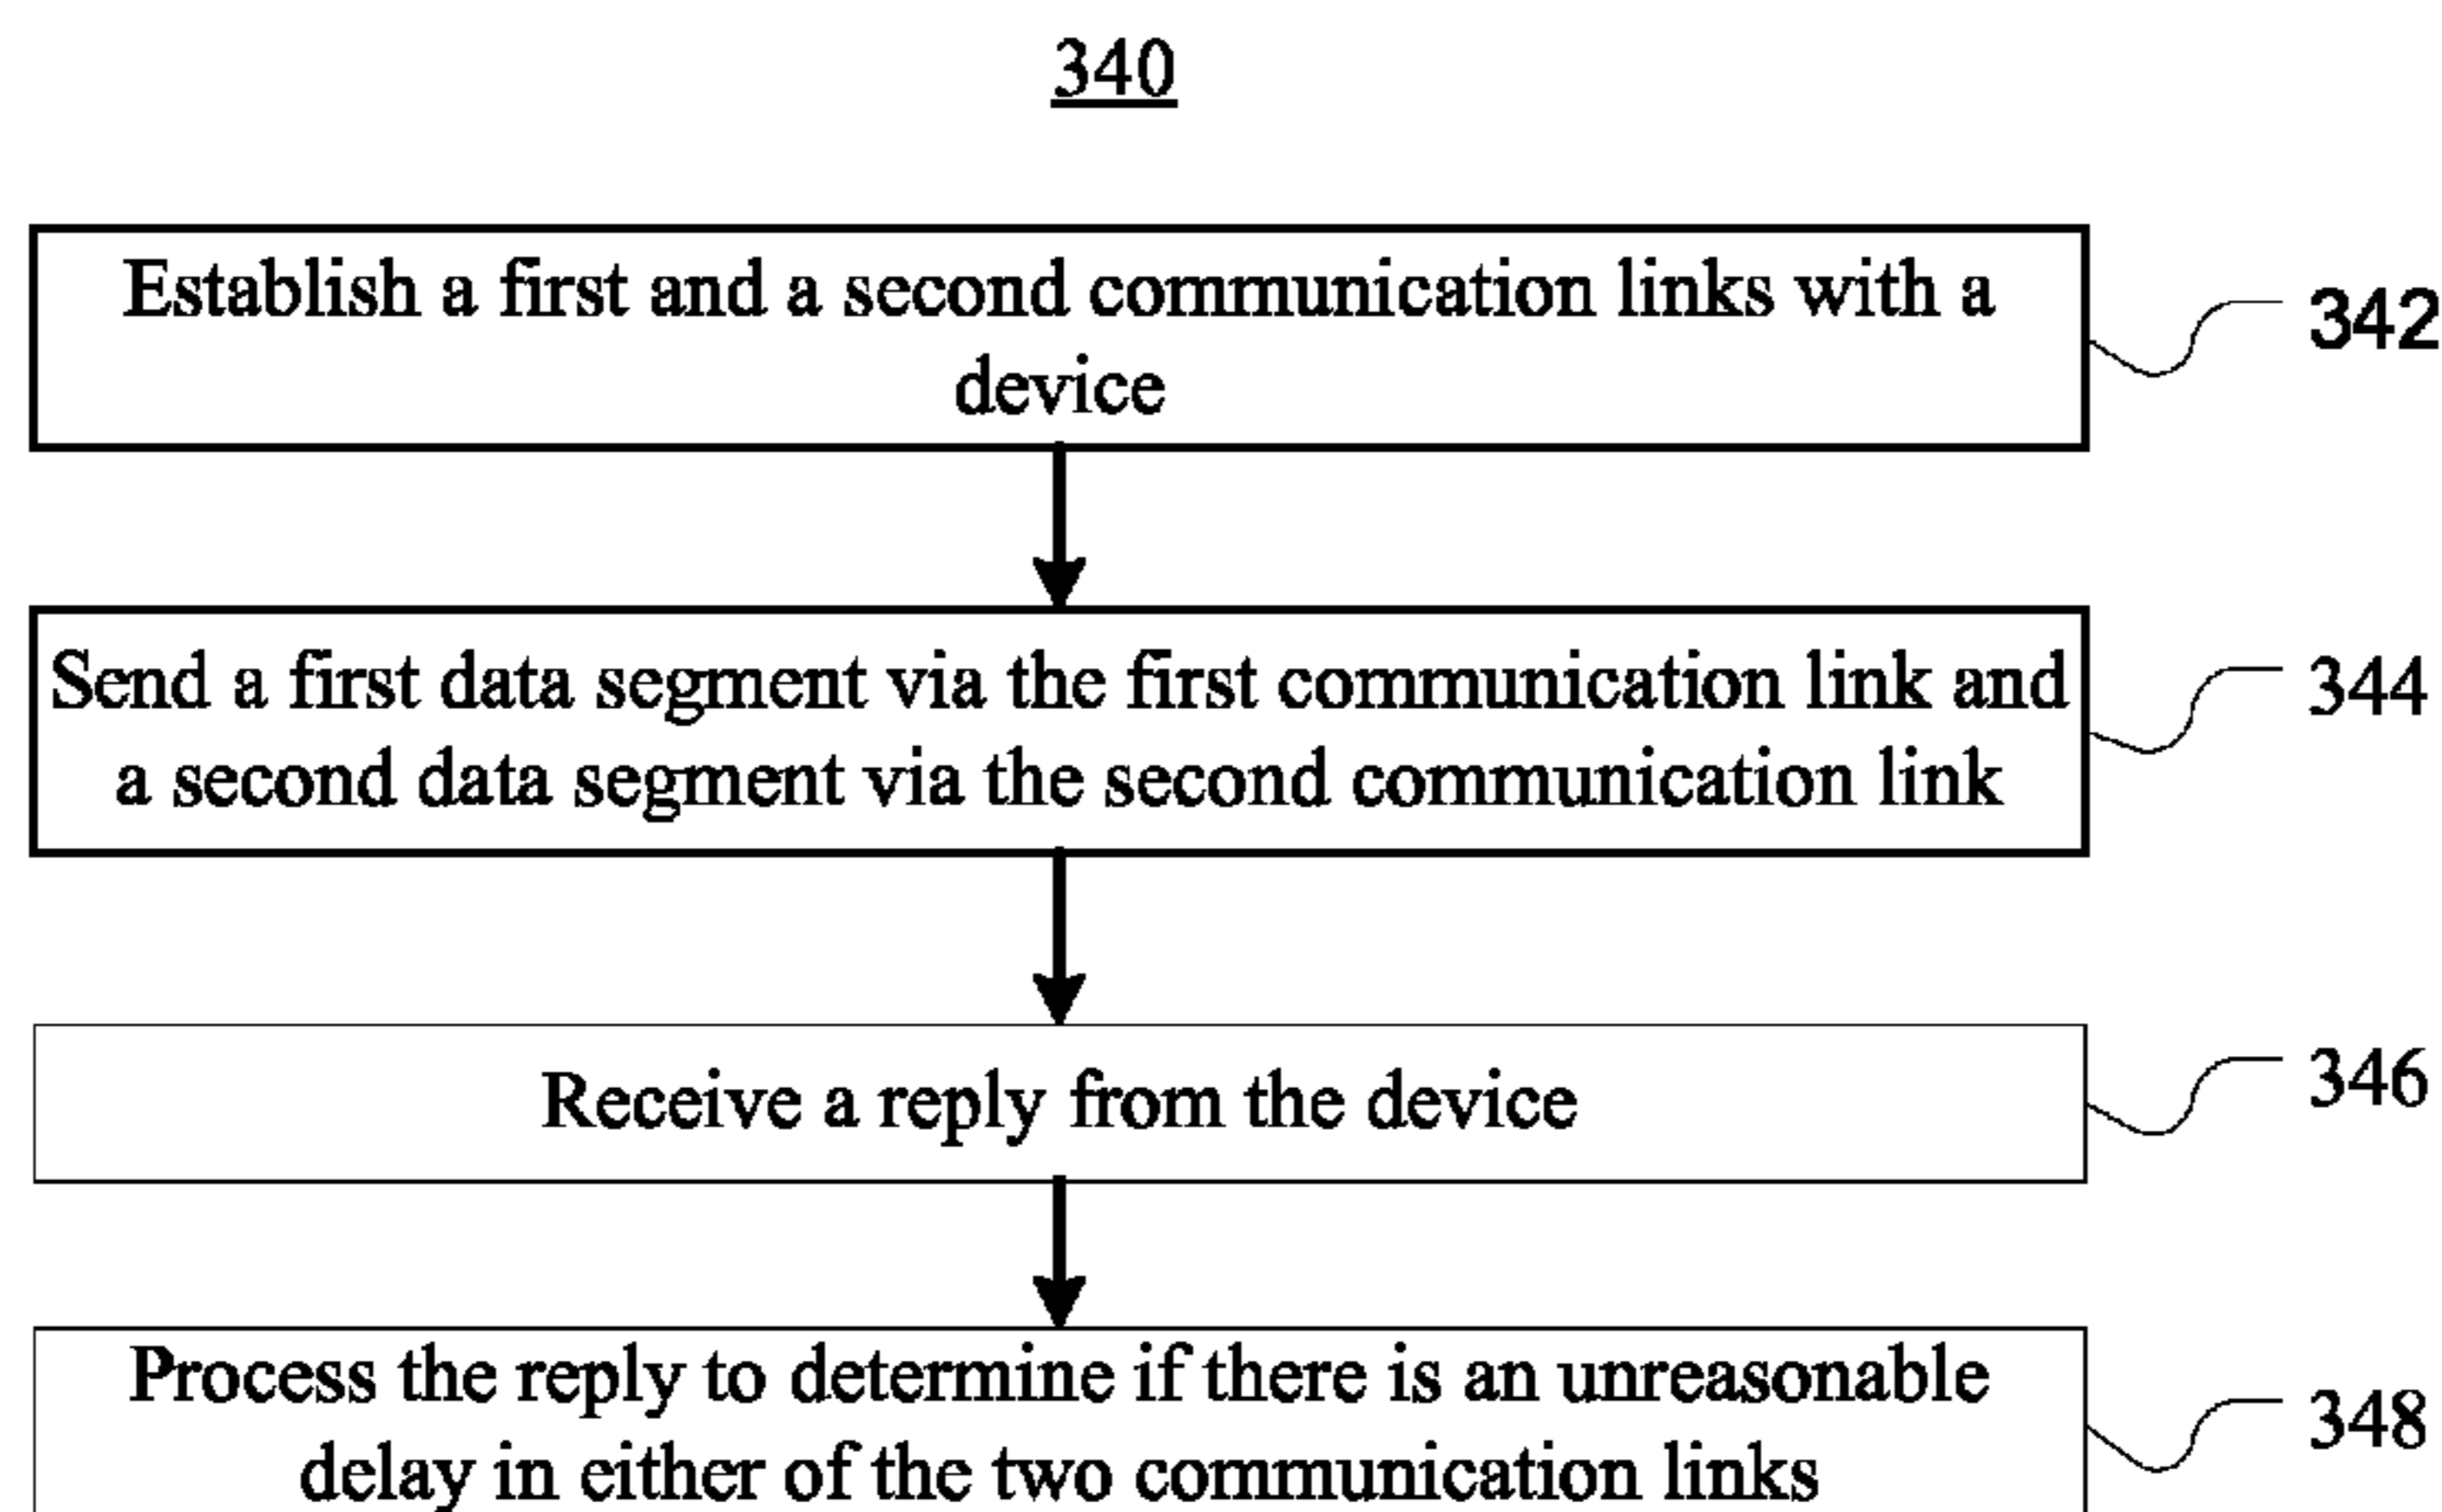 340
Establish a first and a second communication links with a
device
342
Send a first data segment via the first communication link and
a second data segment via the second communication link
344
Receive a reply from the device
346
Process the reply to determine if there is an unreasonable
delay in either of the two communication links
348